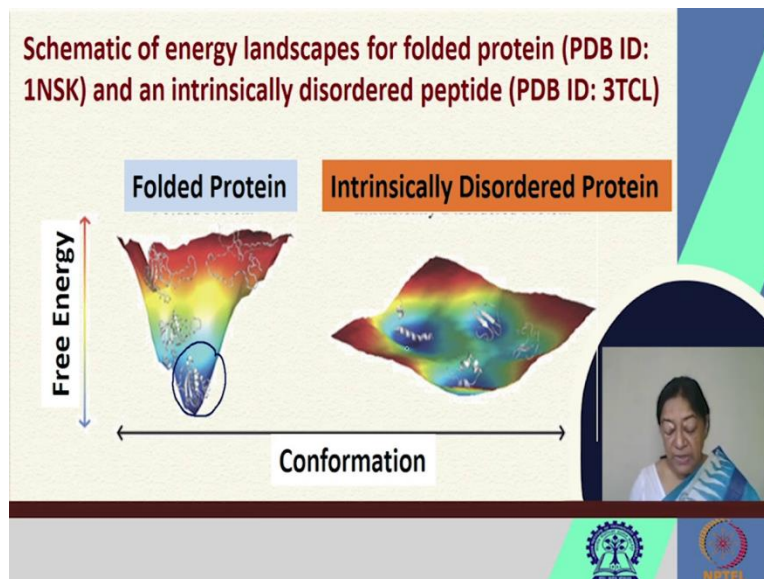 Schematic of energy landscapes for folded protein (PDB ID:
1NSK) and an intrinsically disordered peptide (PDB ID: 3TCL)
Folded Protein
Intrinsically Disordered Protein
Free Energy
Conformation
NPTEL